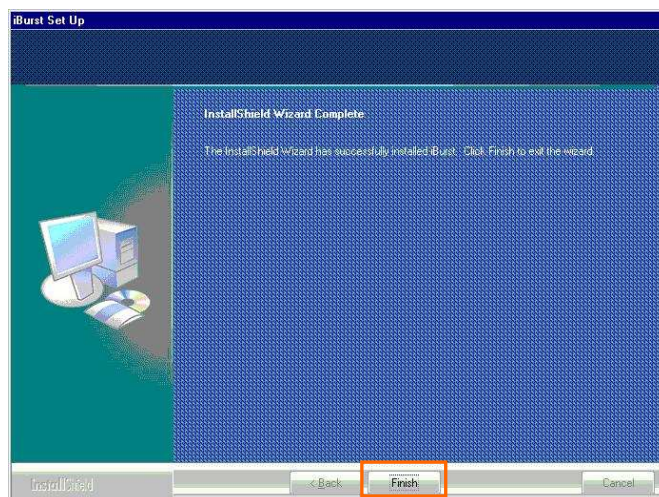 iBurst Set Up
InstallShield Wizard Complete
The InstallShield Wizard has successfully installed iBurst. Click Finish to exit the wizard.
InstallShield
< Back
Finish
Cancel